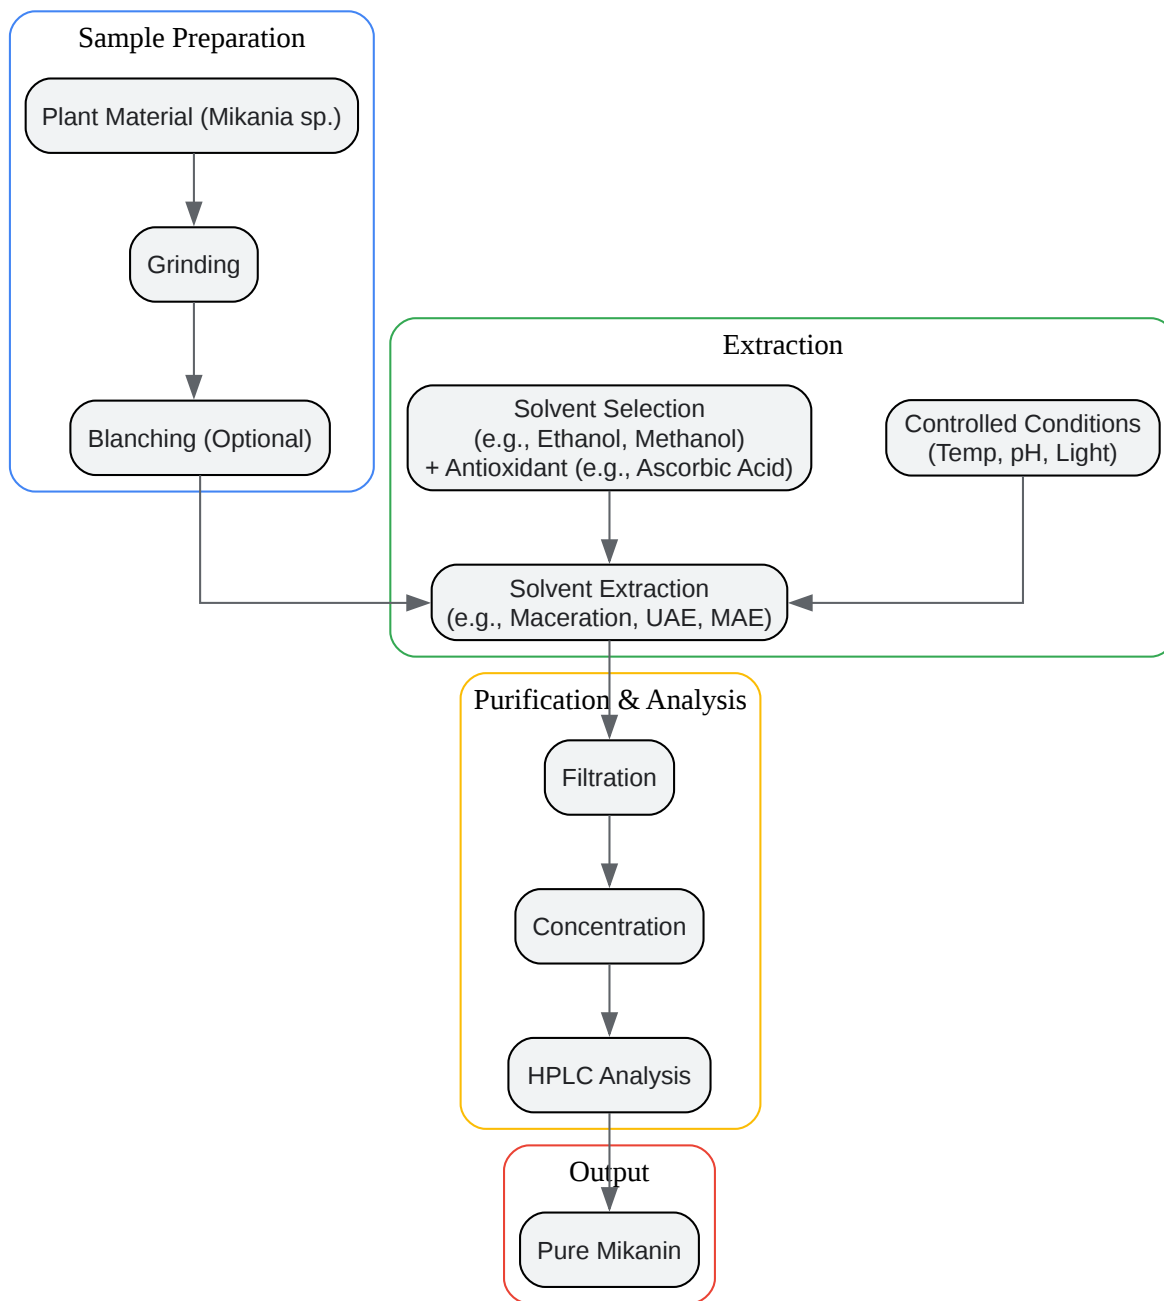 Sample Preparation
Plant Material (Mikania sp.)
Grinding
Blanching (Optional)
Extraction
Solvent Selection
(e.g., Ethanol, Methanol)
+ Antioxidant (e.g., Ascorbic Acid)
Controlled Conditions
(Temp, pH, Light)
Solvent Extraction
(e.g., Maceration, UAE, MAE)
Purification & Analysis
Filtration
Concentration
HPLC Analysis
Output
Pure Mikanin